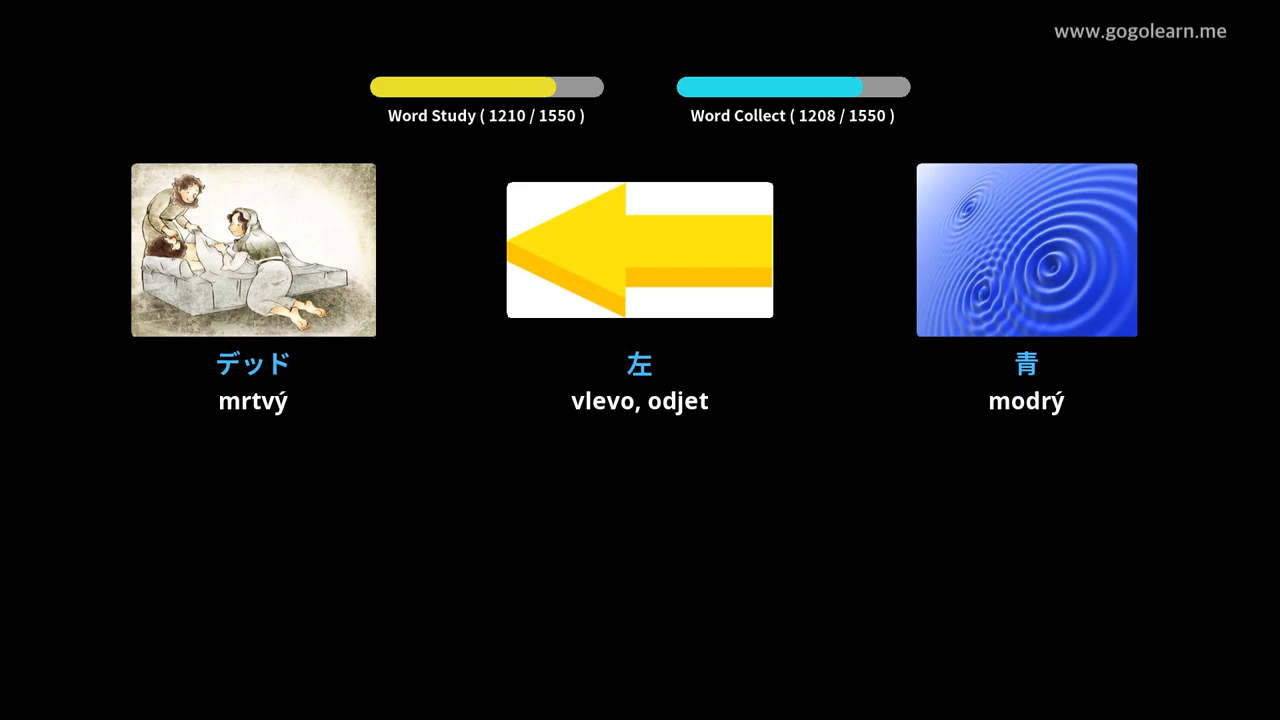 www.gogolearn.me
Word Study ( 1210 / 1550 )
Word Collect ( 1208 / 1550 )
デッド
左
青
mrtvý
vlevo, odjet
modrý